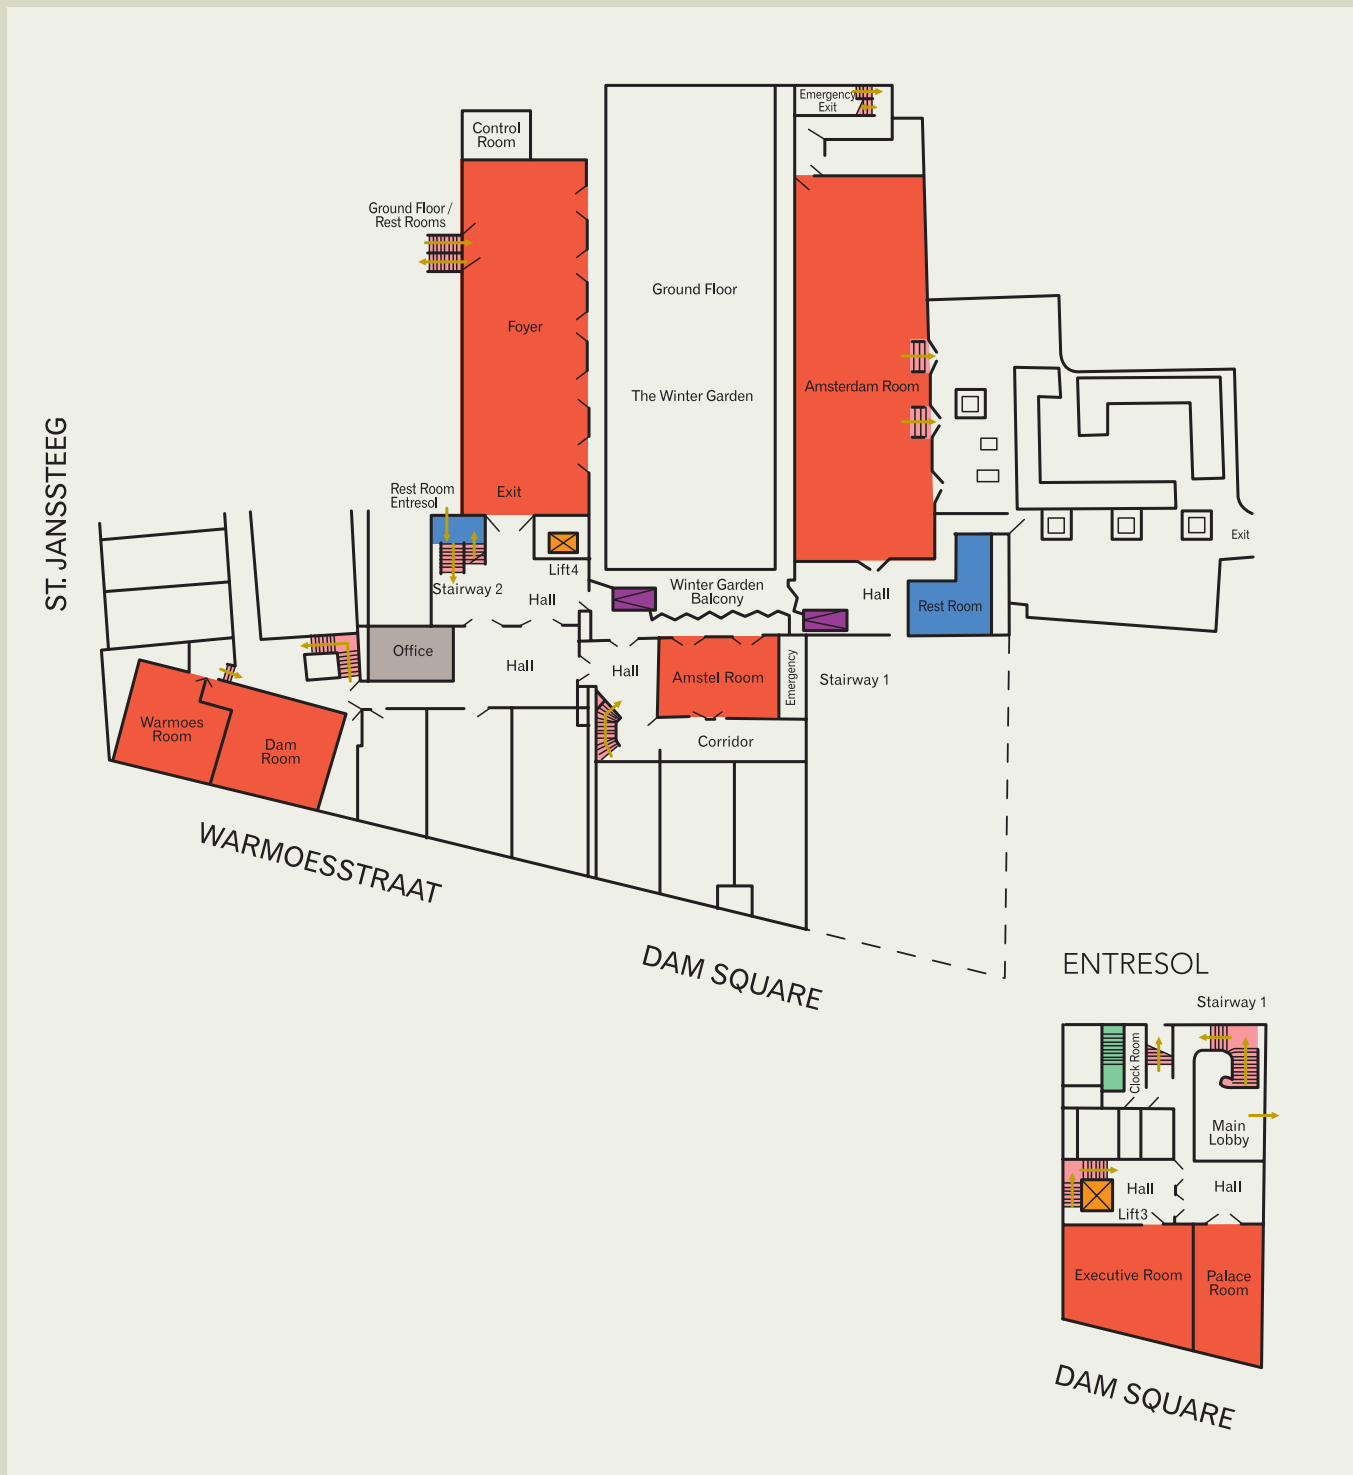 Emergency
Exit
Control
Room
Ground Floor /
Rest Rooms
Ground Floor
Foyer
The Winter Garden
Amsterdam Room
ST. JANSSTEEG
Rest Room
Entresol
Exit
Exit
Lift4
Stairway 2
Hall
Winter Garden
Balcony
Hall
Rest Room
Office
Hall
Hall
Amstel Room
Emergency
Stairway 1
Warmoes
Room
Dam
Room
Corridor
WARMOESSTRAAT
DAM SQUARE
ENTRESOL
Stairway 1
Clock Room
Main
Lobby
Hall
Hall
Lift3
Executive Room
Palace
Room
DAM SQUARE